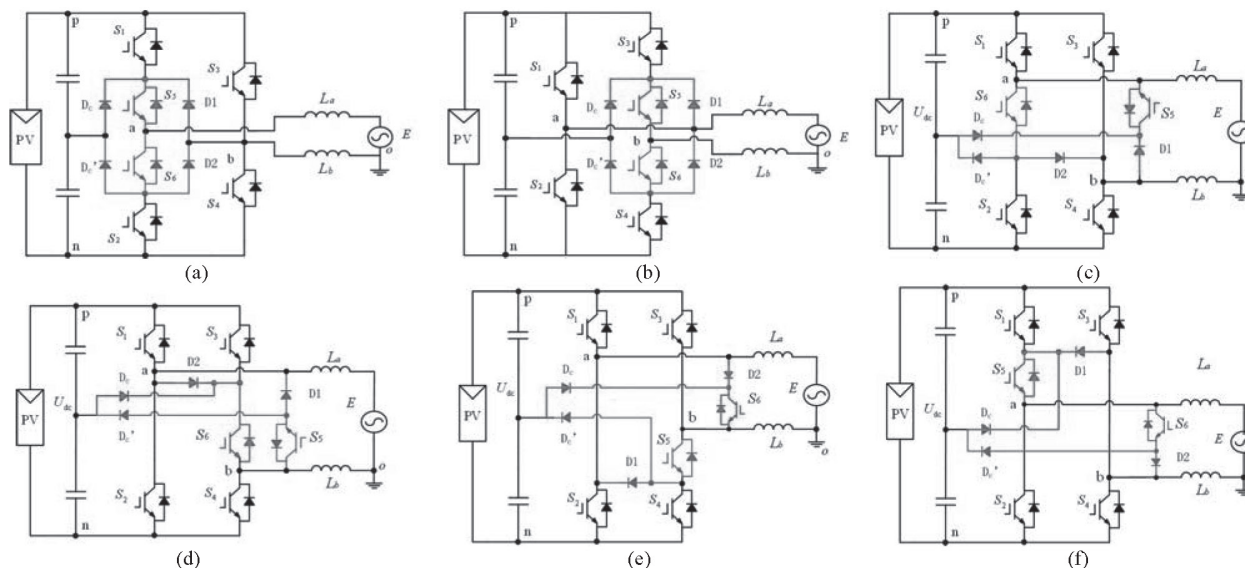 p
S1
S3
Dc
S5
D1
La
PV
a
E
o
Dc'
S6
D2
b
Lb
S4
S2
n
(a)
p
S3
S1
Dc
S5
D1
La
PV
a
E
o
b
Dc'
S6
D2
Lb
S2
S4
n
(b)
p
S1
S3
La
a
S6
S5
E
Udc
Dc
PV
D1
Dc'
D2
b
Lb
S2
S4
n
(c)
p
S1
S3
La
a
D2
Dc
D1
E
PV
Udc
Dc'
S6
S5
b
Lb
o
S2
S4
n
(d)
p
S1
S3
La
a
D2
Dc
E
PV
Udc
S6
Dc'
b
Lb
o
S5
D1
S2
S4
n
(e)
p
S1
S3
D1
La
S5
a
PV
Udc
Dc
S6
E
Dc'
D2
b
Lb
S2
S4
n
(f)